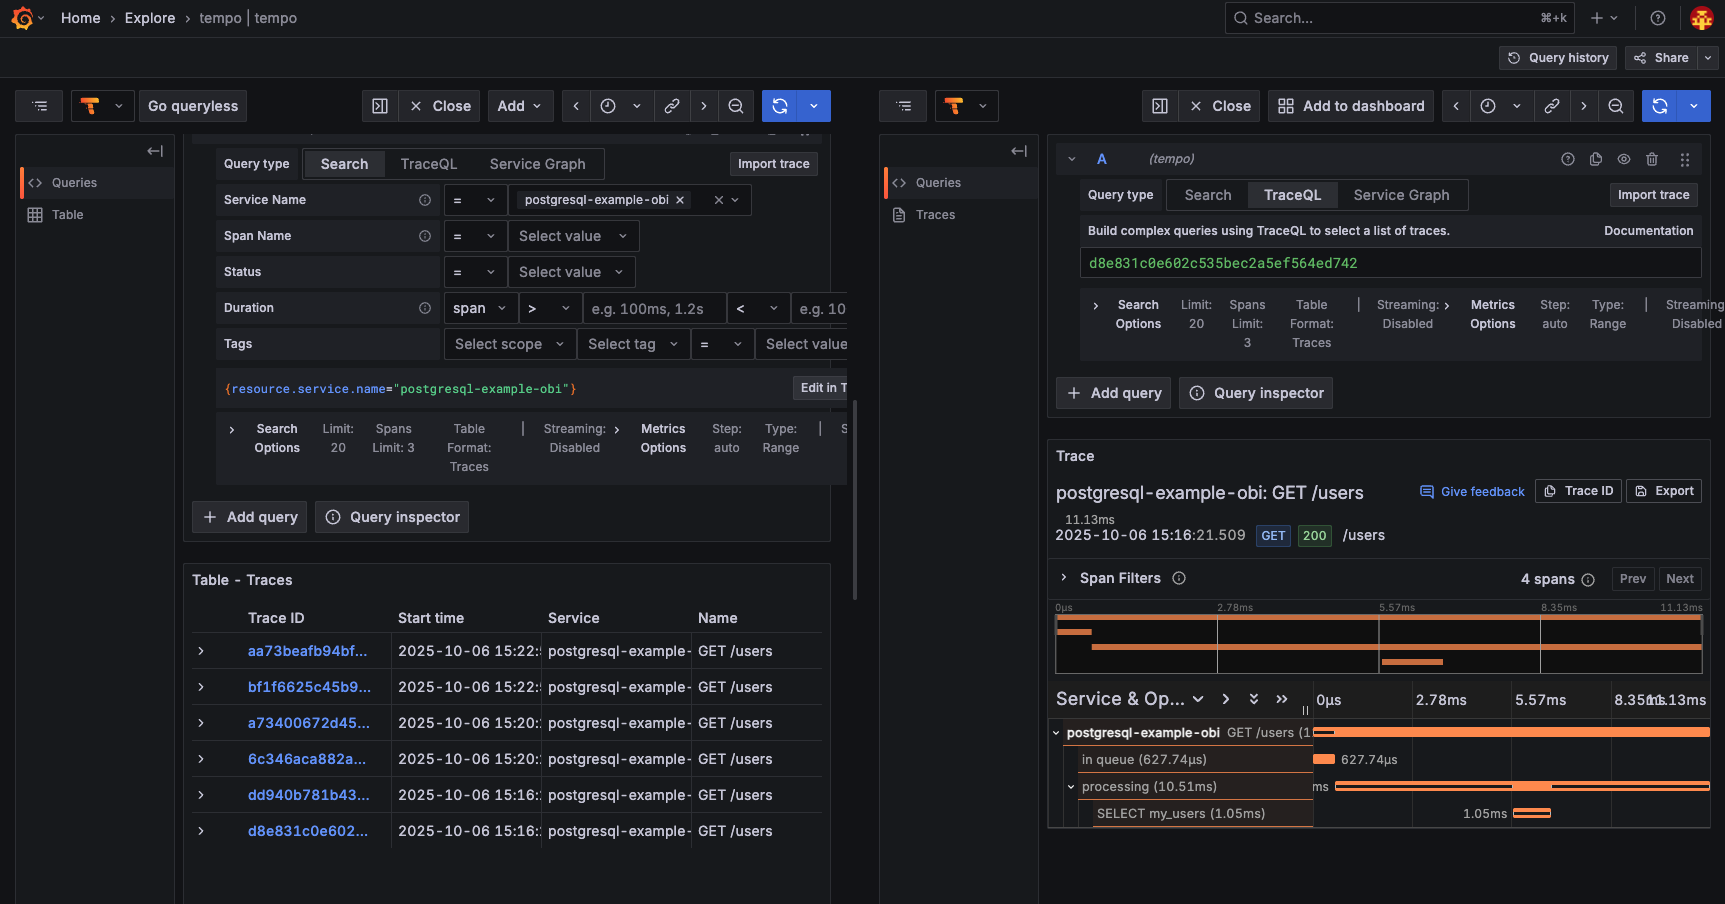 Home › Explore › tempo | tempo
Search... ⌘+k
Query history Share
Go queryless Close Add
Queries
Table
Query type Search TraceQL Service Graph Import trace
Service Name = postgresql-example-obi
Span Name = Select value
Status = Select value
Duration span > e.g. 100ms, 1.2s < e.g. 10
Tags Select scope Select tag = Select value
{resource.service.name="postgresql-example-obi"} Edit in T
Search Options Limit: 20 Spans Limit: 3 Table Format: Traces | Streaming: Disabled Metrics Options Step: auto Type: Range | S
+ Add query Query inspector
Table - Traces
Trace ID Start time Service Name
aa73beafb94bf... 2025-10-06 15:22: postgresql-example- GET /users
bf1f6625c45b9... 2025-10-06 15:22: postgresql-example- GET /users
a73400672d45... 2025-10-06 15:20: postgresql-example- GET /users
6c346aca882a... 2025-10-06 15:20: postgresql-example- GET /users
dd940b781b43... 2025-10-06 15:16: postgresql-example- GET /users
d8e831c0e602... 2025-10-06 15:16: postgresql-example- GET /users
Close Add to dashboard
Queries
Traces
A (tempo)
Query type Search TraceQL Service Graph Import trace
Build complex queries using TraceQL to select a list of traces. Documentation
d8e831c0e602c535bec2a5ef564ed742
Search Options Limit: 20 Spans Limit: 3 Table Format: Traces | Streaming: Disabled Metrics Options Step: auto Type: Range | Streaming Disabled
+ Add query Query inspector
Trace
postgresql-example-obi: GET /users Give feedback Trace ID Export
11.13ms
2025-10-06 15:16:21.509 GET 200 /users
Span Filters 4 spans Prev Next
0μs 2.78ms 5.57ms 8.35ms 11.13ms
Service & Op... 0μs 2.78ms 5.57ms 8.35ms 11.13ms
postgresql-example-obi GET /users (1
in queue (627.74μs) 627.74μs
processing (10.51ms) ms
SELECT my_users (1.05ms) 1.05ms